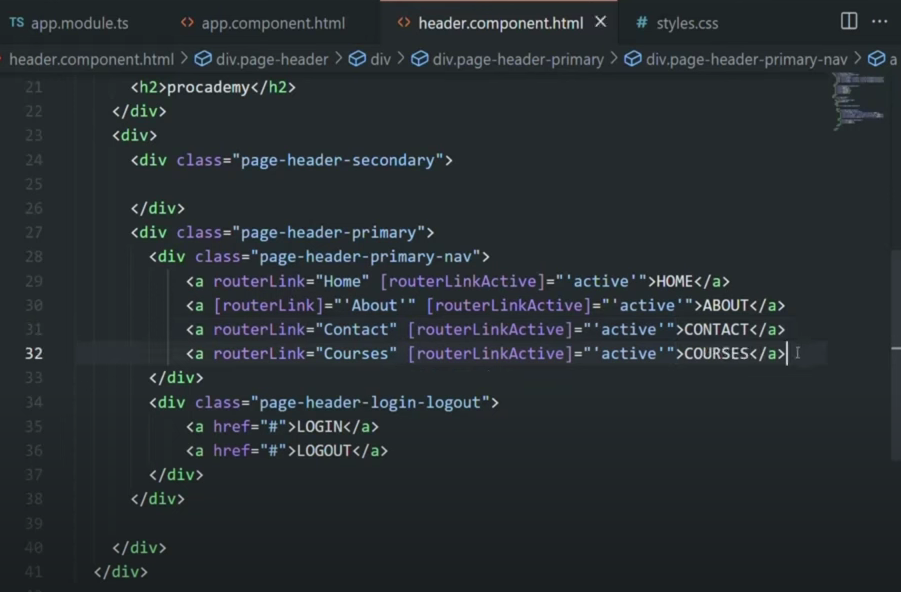 TS app.module.ts <> app.component.html <> header.component.html × # styles.css ...
header.component.html > div.page-header > div > div.page-header-primary > div.page-header-primary-nav > a
21 <h2>procademy</h2>
22 </div>
23 <div>
24 <div class="page-header-secondary">
25
26 </div>
27 <div class="page-header-primary">
28 <div class="page-header-primary-nav">
29 <a routerLink="Home" [routerLinkActive]="'active'">HOME</a>
30 <a [routerLink]="'About'" [routerLinkActive]="'active'">ABOUT</a>
31 <a routerLink="Contact" [routerLinkActive]="'active'">CONTACT</a>
32 <a routerLink="Courses" [routerLinkActive]="'active'">COURSES</a>
33 </div>
34 <div class="page-header-login-logout">
35 <a href="#">LOGIN</a>
36 <a href="#">LOGOUT</a>
37 </div>
38 </div>
39
40 </div>
41 </div>